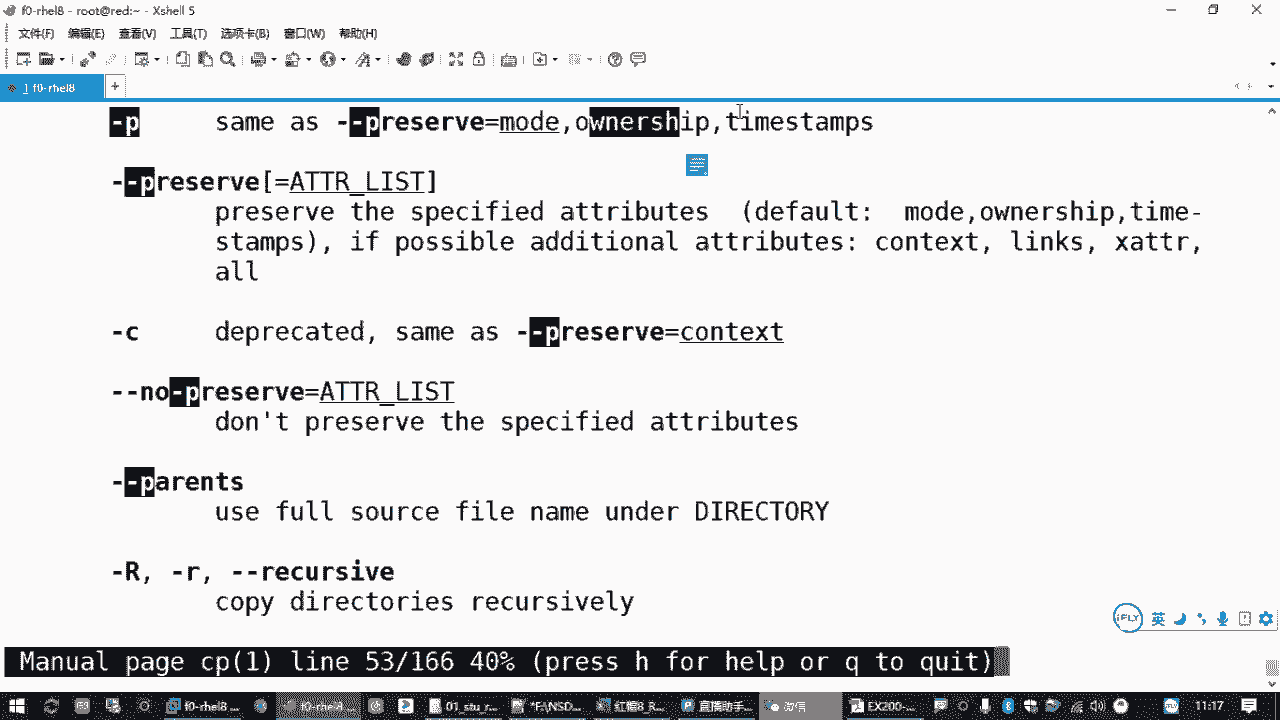 f0-rhel8 - root@red:~ - Xshell 5
文件(F) 编辑(E) 查看(V) 工具(T) 选项卡(B) 窗口(W) 帮助(H)
1 f0-rhel8 +
-p same as --preserve=mode,ownership,timestamps
--preserve[=ATTR_LIST]
preserve the specified attributes (default: mode,ownership,time-
stamps), if possible additional attributes: context, links, xattr,
all
-c deprecated, same as --preserve=context
--no-preserve=ATTR_LIST
don't preserve the specified attributes
--parents
use full source file name under DIRECTORY
-R, -r, --recursive
copy directories recursively
iFLY 英
Manual page cp(1) line 53/166 40% (press h for help or q to quit)
f0-rhel8 ... f0-rhel8... 01_stu_r... *F:\NSD... 红帽8_R... 直播助手 微信 EX200-... 11:17